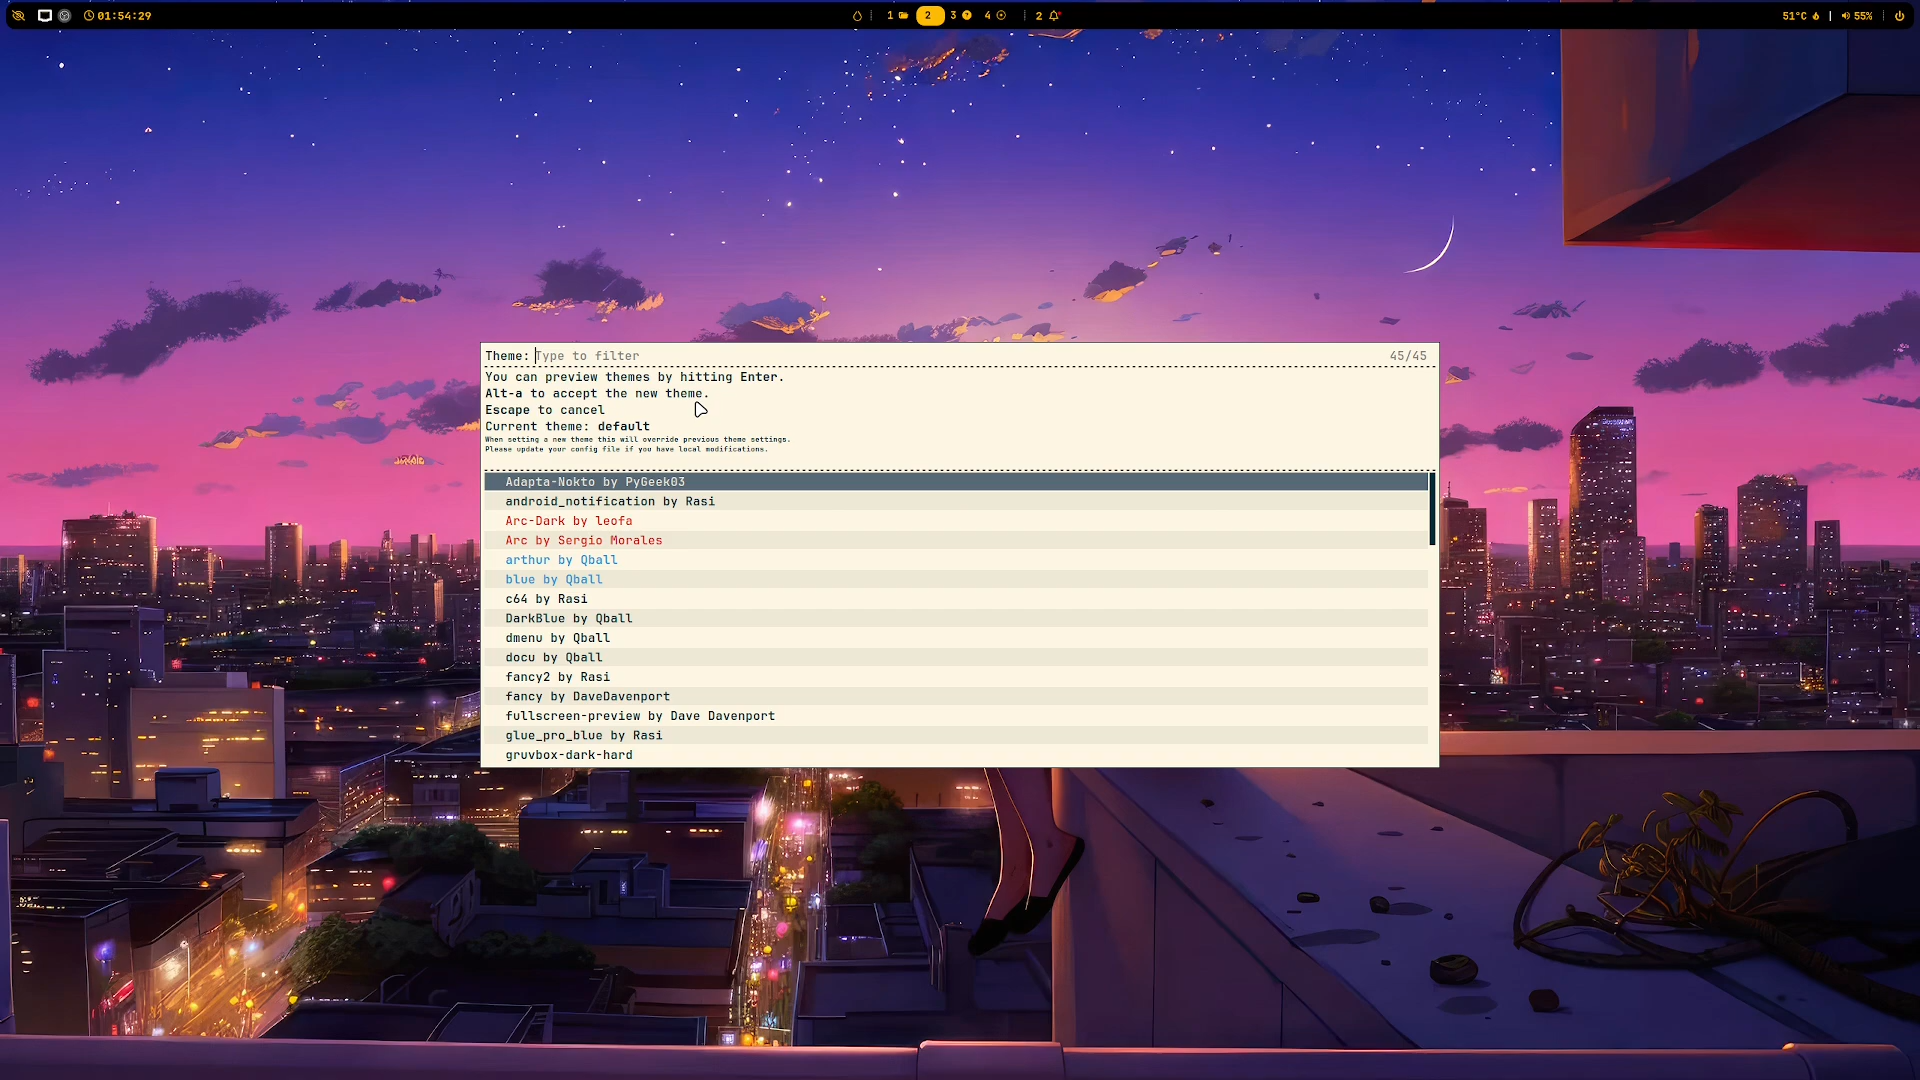 01:54:29
1 2 3 4 2
51°C 55%
Theme: Type to filter 45/45
You can preview themes by hitting Enter.
Alt-a to accept the new theme.
Escape to cancel
Current theme: default
When setting a new theme this will override previous theme settings.
Please update your config file if you have local modifications.
Adapta-Nokto by PyGeek03
android_notification by Rasi
Arc-Dark by leofa
Arc by Sergio Morales
arthur by Qball
blue by Qball
c64 by Rasi
DarkBlue by Qball
dmenu by Qball
docu by Qball
fancy2 by Rasi
fancy by DaveDavenport
fullscreen-preview by Dave Davenport
glue_pro_blue by Rasi
gruvbox-dark-hard